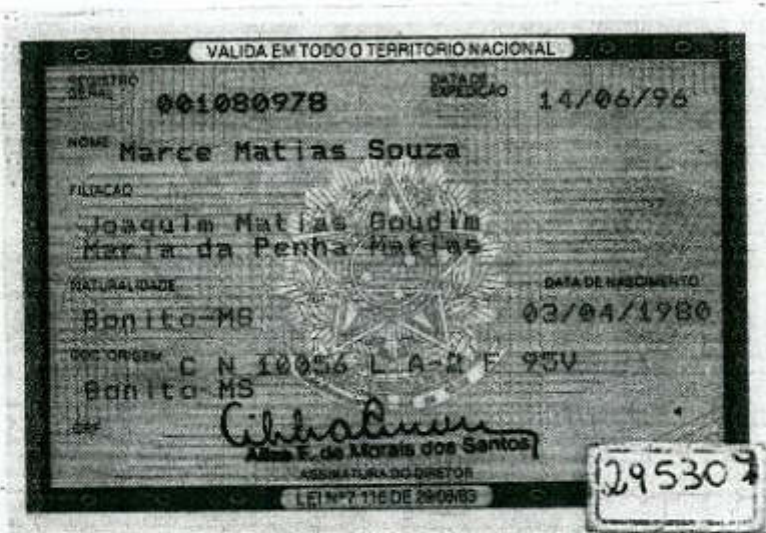 VALIDA EM TODO O TERRITORIO NACIONAL
REGISTRO GERAL 001080978 DATA DE EXPEDIÇÃO 14/06/96
NOME Marce Matias Souza
FILIAÇÃO
Joaquim Matias Goudim
Maria da Penha Matias
NATURALIDADE DATA DE NASCIMENTO
Bonito-MS 03/04/1980
DOC ORIGEM C N 10056 L A-2 F 95V
Bonito-MS
CPF
E. de Morais dos Santos
ASSINATURA DO DIRETOR
LEI Nº 7.116 DE 29/08/83
295307